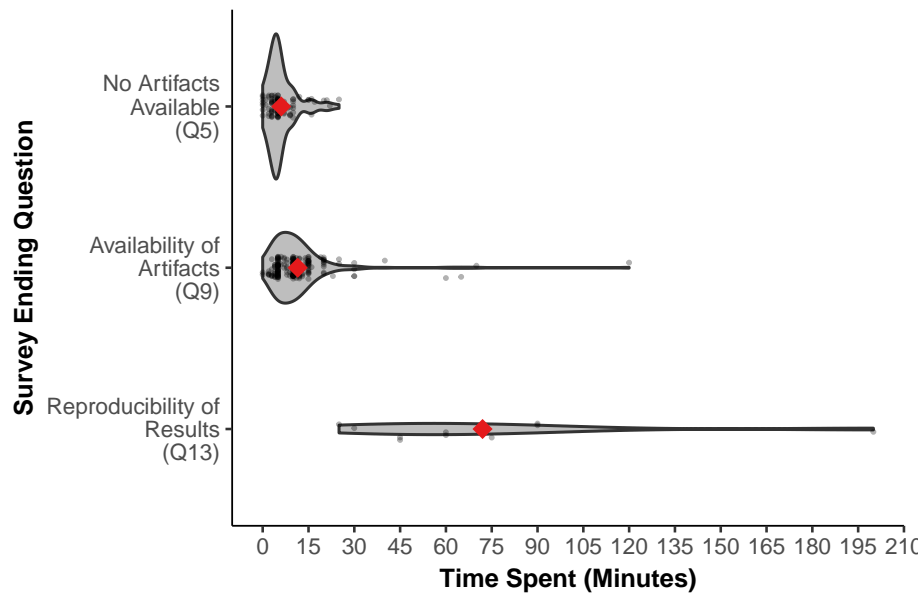 Survey Ending Question
No Artifacts
Available
(Q5)
Availability of
Artifacts
(Q9)
Reproducibility of
Results
(Q13)
0 15 30 45 60 75 90 105 120 135 150 165 180 195 210
Time Spent (Minutes)